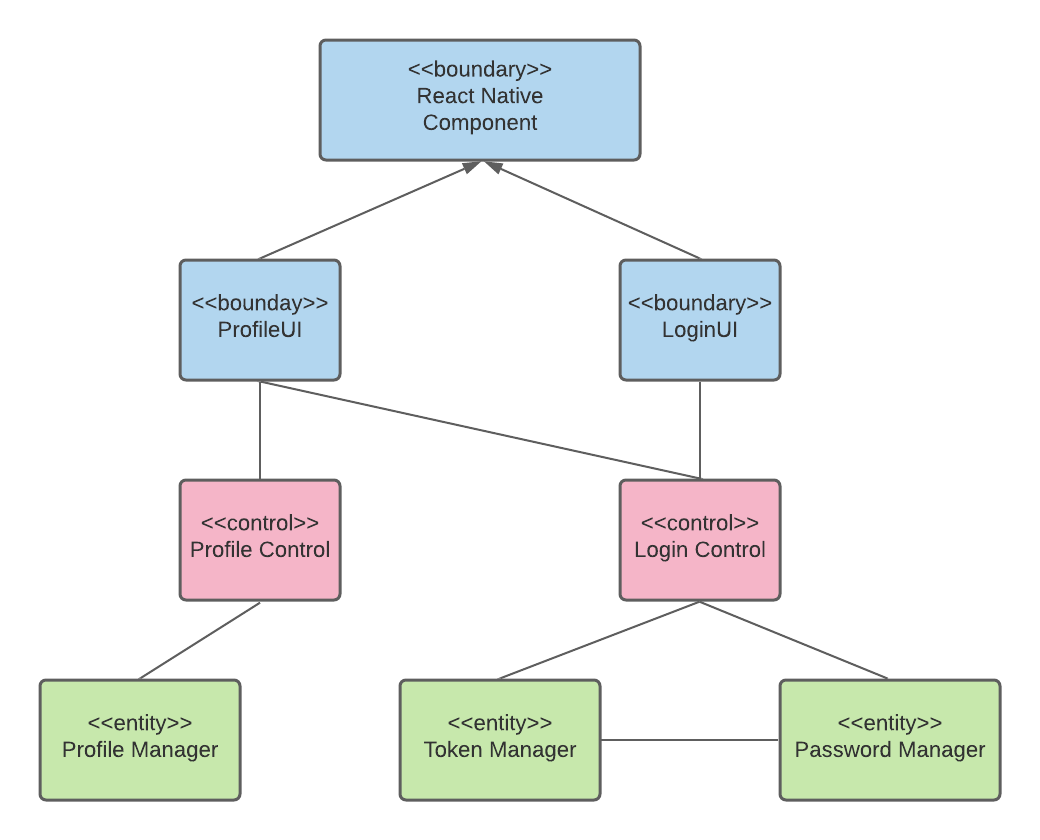 <<boundary>>
React Native
Component
<<bounday>>
ProfileUI
<<boundary>>
LoginUI
<<control>>
Profile Control
<<control>>
Login Control
<<entity>>
Profile Manager
<<entity>>
Token Manager
<<entity>>
Password Manager